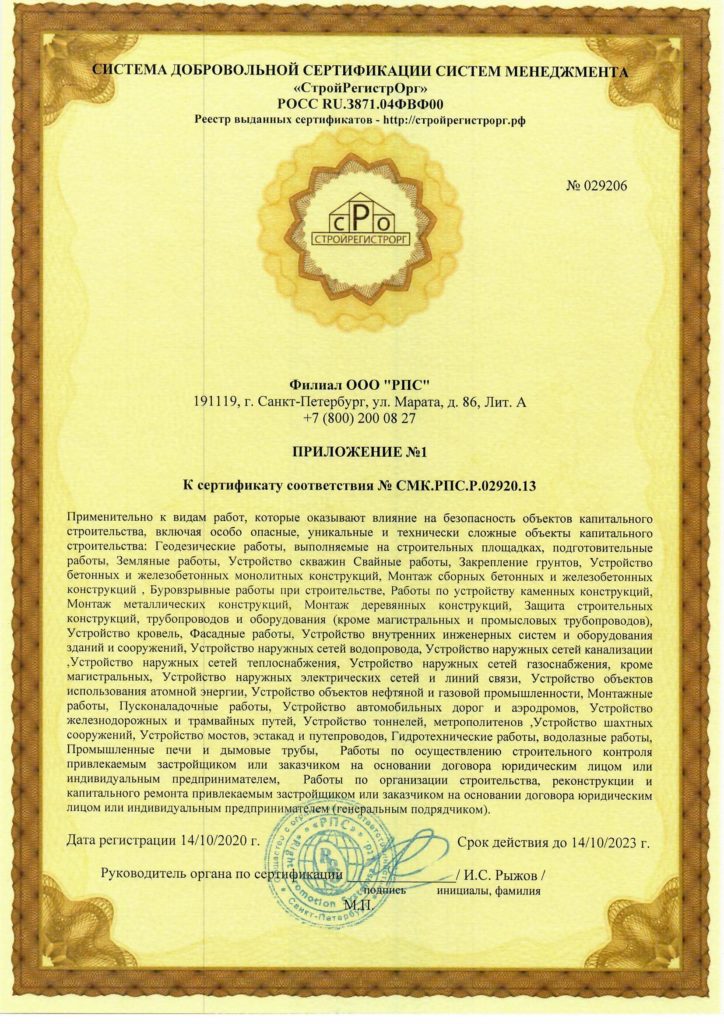 СИСТЕМА ДОБРОВОЛЬНОЙ СЕРТИФИКАЦИИ СИСТЕМ МЕНЕДЖМЕНТА
«СтройРегистрОрг»
РОСС RU.З871.04ФВФ00
Реестр выданных сертификатов - http://стройрегистрорг.рф
№ 029206
СРО
СТРОЙРЕГИСТРОРГ
Филиал ООО "РПС"
191119, г. Санкт-Петербург, ул. Марата, д. 86, Лит. А
+7 (800) 200 08 27
ПРИЛОЖЕНИЕ №1
К сертификату соответствия № СМК.РПС.Р.02920.13
Применительно к видам работ, которые оказывают влияние на безопасность объектов капитального
строительства, включая особо опасные, уникальные и технически сложные объекты капитального
строительства: Геодезические работы, выполняемые на строительных площадках, подготовительные
работы, Земляные работы, Устройство скважин Свайные работы, Закрепление грунтов, Устройство
бетонных и железобетонных монолитных конструкций, Монтаж сборных бетонных и железобетонных
конструкций , Буровзрывные работы при строительстве, Работы по устройству каменных конструкций,
Монтаж металлических конструкций, Монтаж деревянных конструкций, Защита строительных
конструкций, трубопроводов и оборудования (кроме магистральных и промысловых трубопроводов),
Устройство кровель, Фасадные работы, Устройство внутренних инженерных систем и оборудования
зданий и сооружений, Устройство наружных сетей водопровода, Устройство наружных сетей канализации
,Устройство наружных сетей теплоснабжения, Устройство наружных сетей газоснабжения, кроме
магистральных, Устройство наружных электрических сетей и линий связи, Устройство объектов
использования атомной энергии, Устройство объектов нефтяной и газовой промышленности, Монтажные
работы, Пусконаладочные работы, Устройство автомобильных дорог и аэродромов, Устройство
железнодорожных и трамвайных путей, Устройство тоннелей, метрополитенов ,Устройство шахтных
сооружений, Устройство мостов, эстакад и путепроводов, Гидротехнические работы, водолазные работы,
Промышленные печи и дымовые трубы, Работы по осуществлению строительного контроля
привлекаемым застройщиком или заказчиком на основании договора юридическим лицом или
индивидуальным предпринимателем, Работы по организации строительства, реконструкции и
капитального ремонта привлекаемым застройщиком или заказчиком на основании договора юридическим
лицом или индивидуальным предпринимателем (генеральным подрядчиком).
Дата регистрации 14/10/2020 г. Срок действия до 14/10/2023 г.
Руководитель органа по сертификации / И.С. Рыжов /
подпись инициалы, фамилия
М.П.
«РПС»
Promotion
Санкт-Петербург